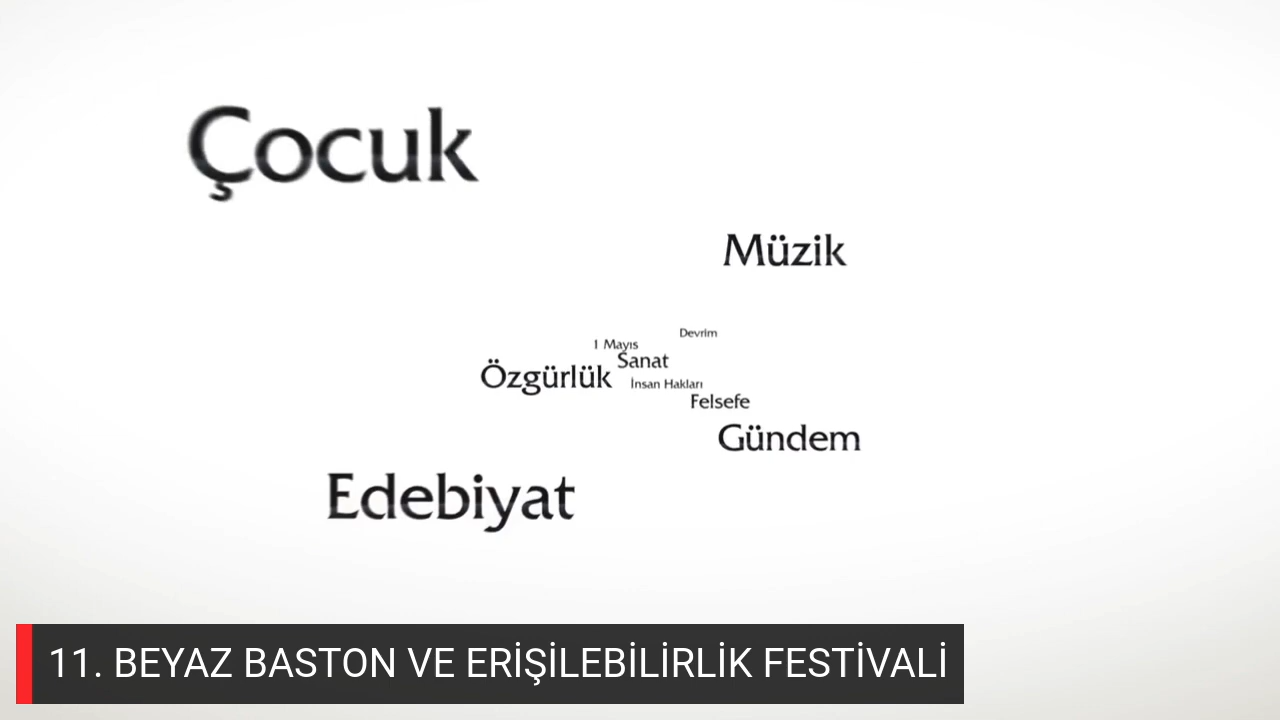 Çocuk
Müzik
Devrim
1 Mayıs
Sanat
Özgürlük
İnsan Hakları
Felsefe
Gündem
Edebiyat
11. BEYAZ BASTON VE ERİŞİLEBİLİRLİK FESTİVALİ